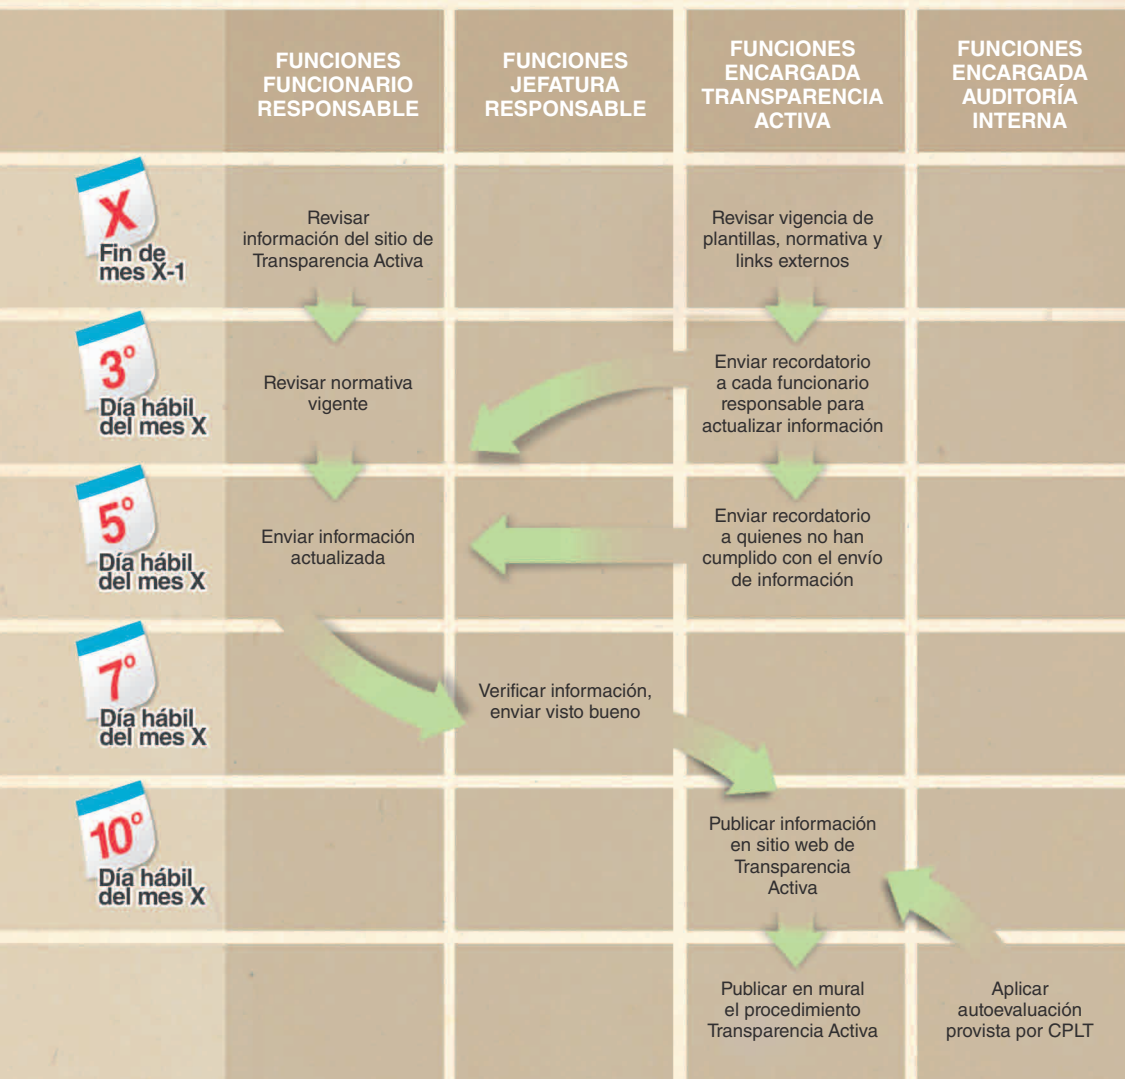 FUNCIONES
FUNCIONARIO
RESPONSABLE
FUNCIONES
JEFATURA
RESPONSABLE
FUNCIONES
ENCARGADA
TRANSPARENCIA
ACTIVA
FUNCIONES
ENCARGADA
AUDITORÍA
INTERNA
X
Fin de
mes X-1
Revisar
información del sitio de
Transparencia Activa
Revisar vigencia de
plantillas, normativa y
links externos
3º
Día hábil
del mes X
Revisar normativa
vigente
Enviar recordatorio
a cada funcionario
responsable para
actualizar información
5º
Día hábil
del mes X
Enviar información
actualizada
Enviar recordatorio
a quienes no han
cumplido con el envío
de información
7º
Día hábil
del mes X
Verificar información,
enviar visto bueno
10º
Día hábil
del mes X
Publicar información
en sitio web de
Transparencia
Activa
Publicar en mural
el procedimiento
Transparencia Activa
Aplicar
autoevaluación
provista por CPLT